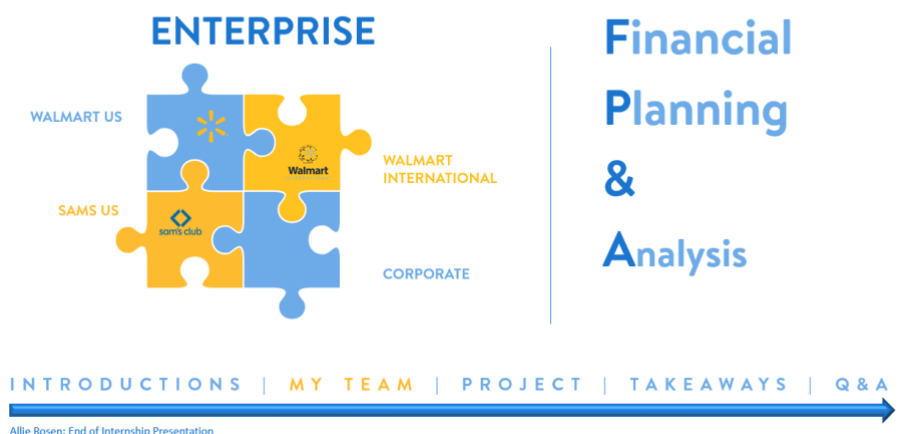 ENTERPRISE
WALMART US
Walmart
WALMART
INTERNATIONAL
SAMS US
sam's club
CORPORATE
Financial
Planning
&
Analysis
INTRODUCTIONS | MY TEAM | PROJECT | TAKEAWAYS | Q&A
Allie Rosen: End of Internship Presentation